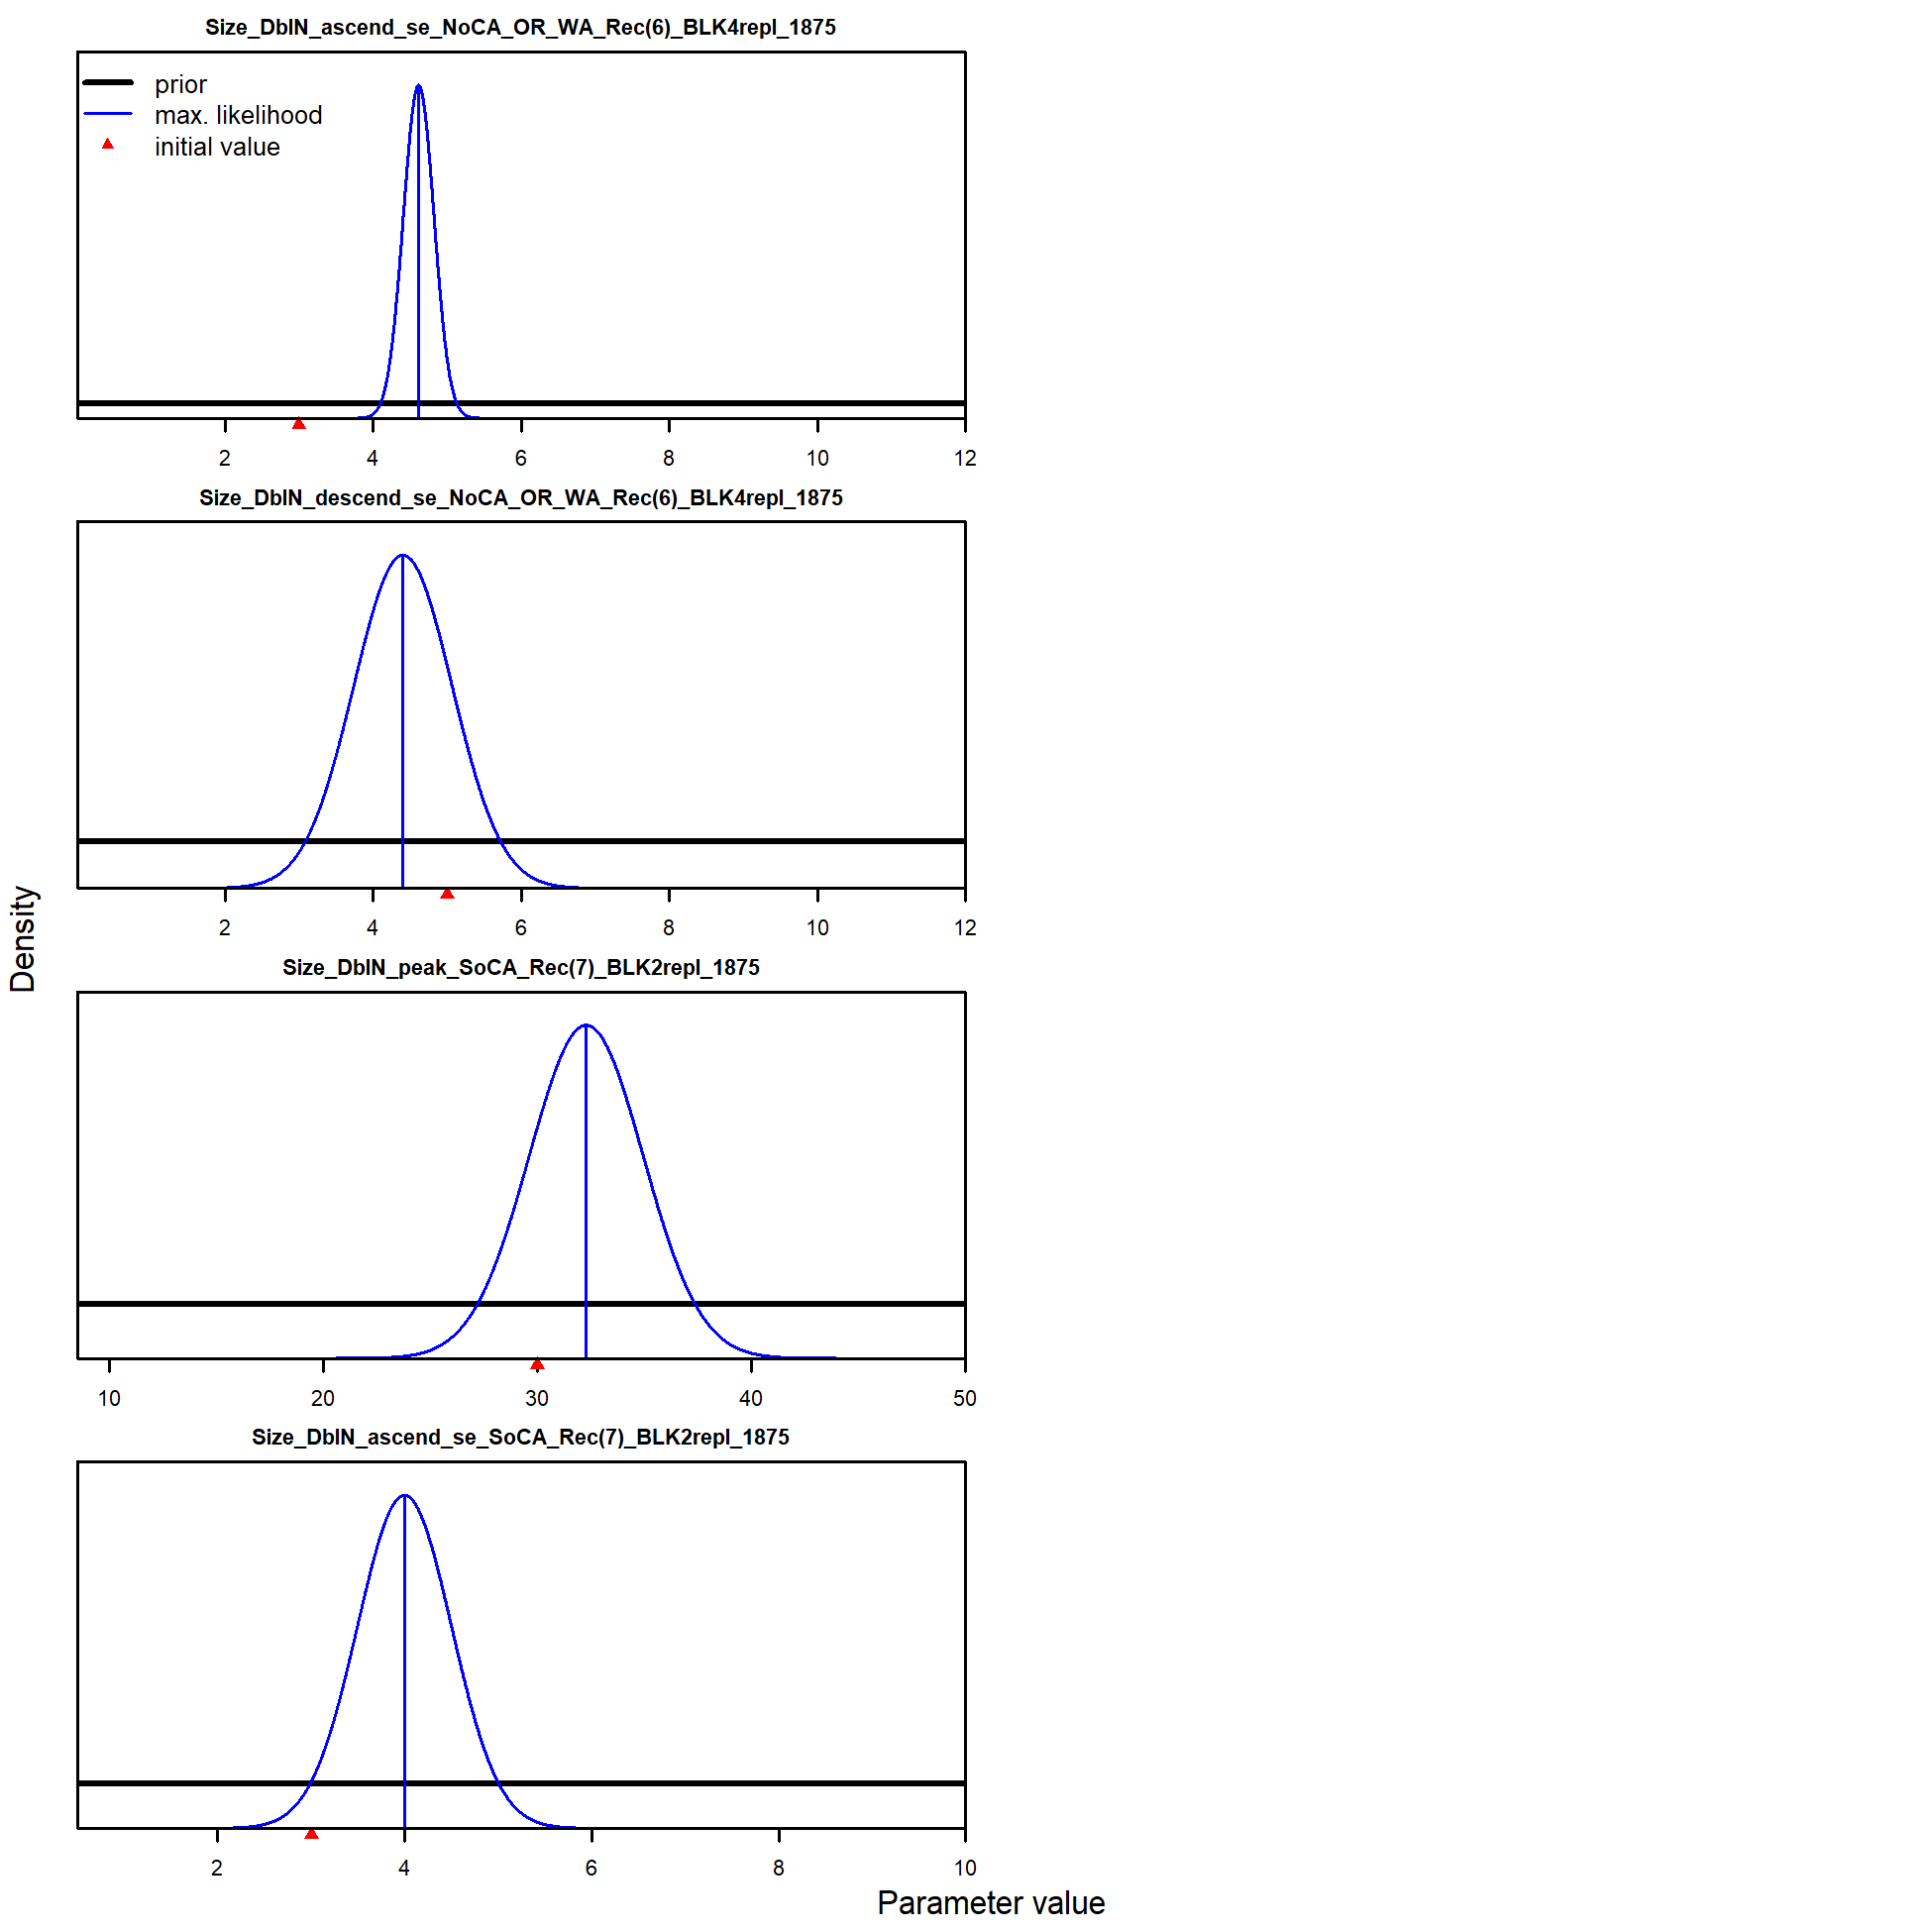 Size_DblN_ascend_se_NoCA_OR_WA_Rec(6)_BLK4repl_1875
prior
max. likelihood
initial value
2 4 6 8 10 12
Size_DblN_descend_se_NoCA_OR_WA_Rec(6)_BLK4repl_1875
2 4 6 8 10 12
Density
Size_DblN_peak_SoCA_Rec(7)_BLK2repl_1875
10 20 30 40 50
Size_DblN_ascend_se_SoCA_Rec(7)_BLK2repl_1875
2 4 6 8 10
Parameter value